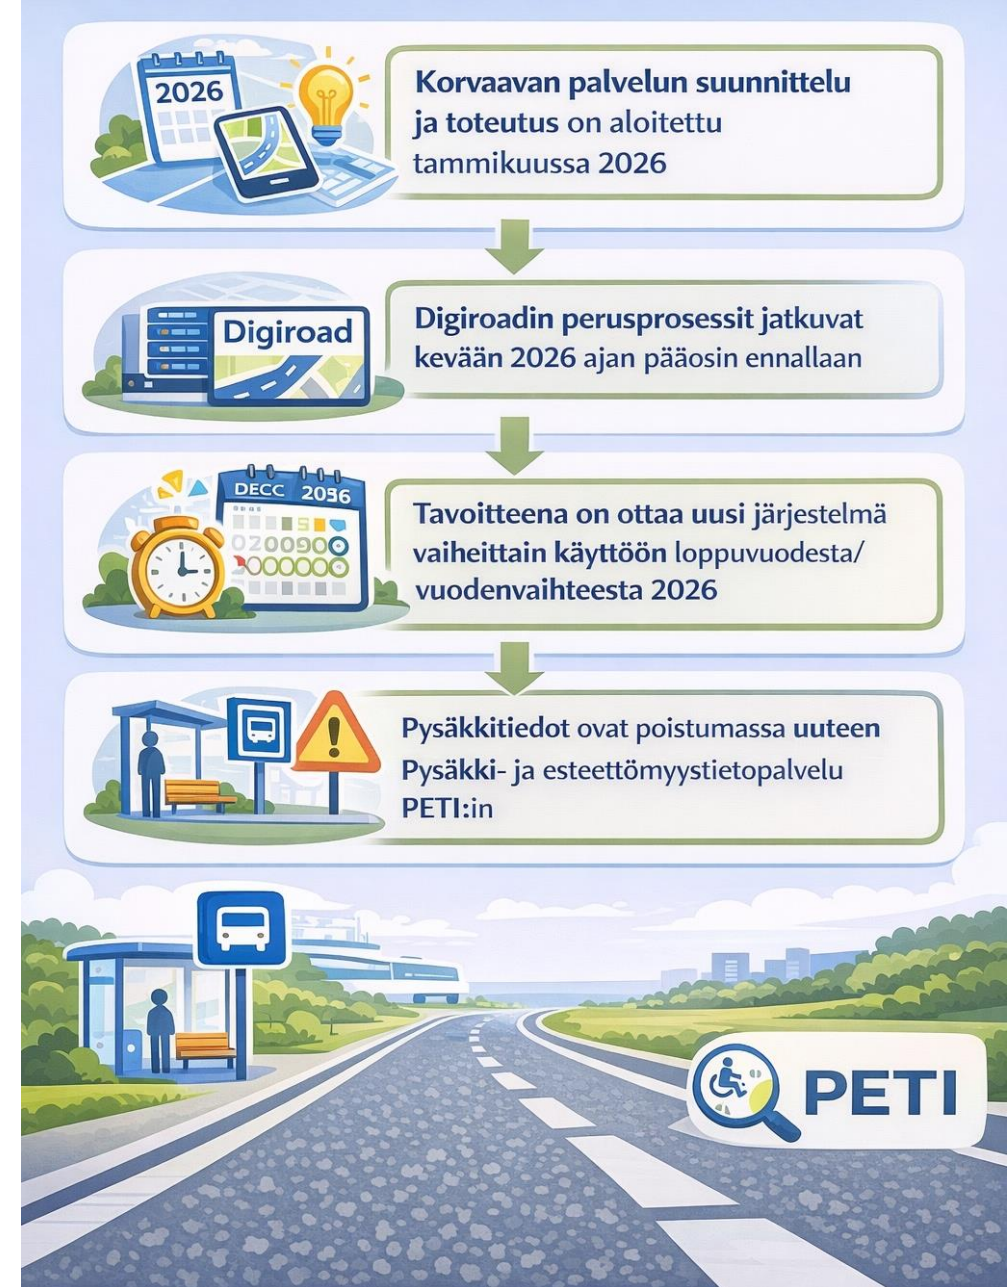 2026
Korvaavan palvelun suunnittelu
ja toteutus on aloitettu
tammikuussa 2026
Digiroad
Digiroadin perusprosessit jatkuvat
kevään 2026 ajan pääosin ennallaan
DECC 2056
Tavoitteena on ottaa uusi järjestelmä
vaiheittain käyttöön loppuvuodesta/
vuodenvaihteesta 2026
Pysäkkitiedot ovat poistumassa uuteen
Pysäkki- ja esteettömyystietopalvelu
PETI:in
PETI